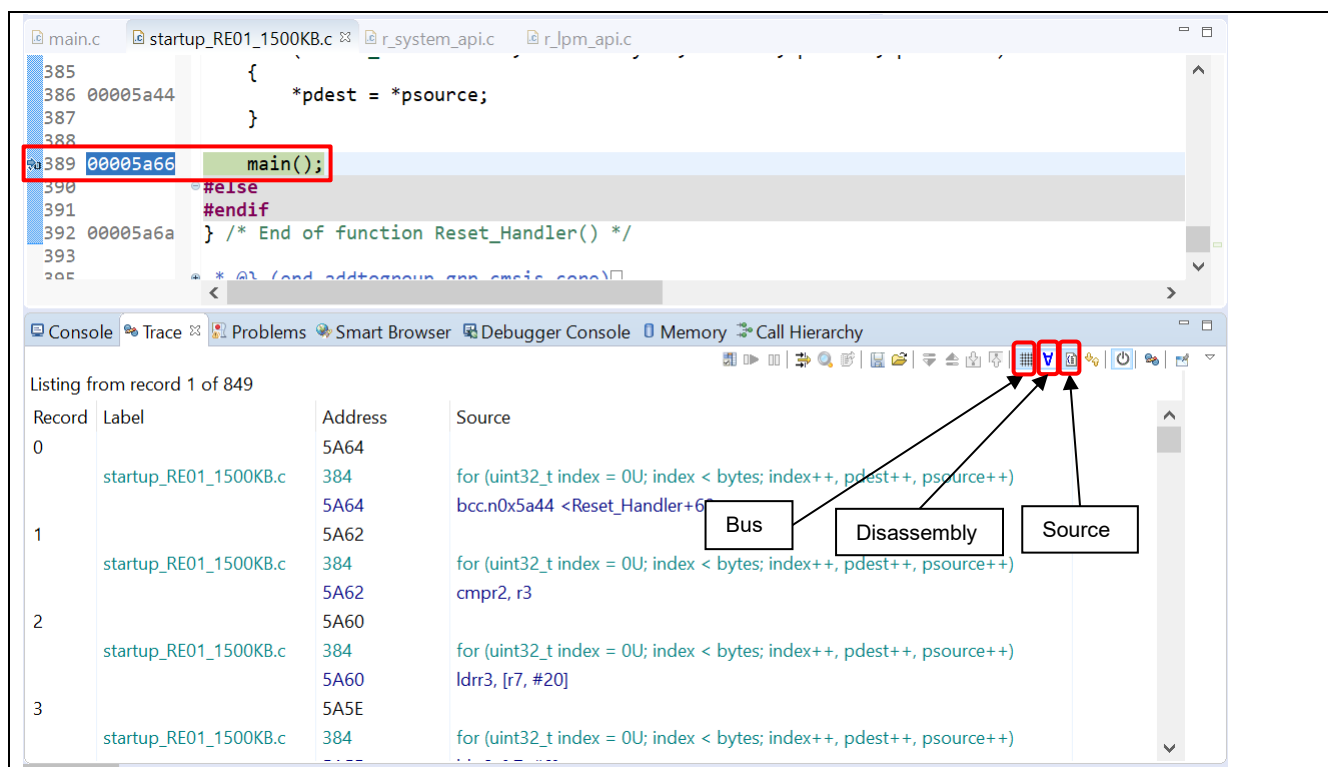 main.c startup_RE01_1500KB.c r_system_api.c r_lpm_api.c
385 {
386 00005a44 *pdest = *psource;
387 }
388
389 00005a66 main();
390 #else
391 #endif
392 00005a6a } /* End of function Reset_Handler() */
393
395 * @} (end addtogroup gnp_cmsis_core)
Console Trace Problems Smart Browser Debugger Console Memory Call Hierarchy
Listing from record 1 of 849
Record Label Address Source
0 5A64
startup_RE01_1500KB.c 384 for (uint32_t index = 0U; index < bytes; index++, pdest++, psource++)
5A64 bcc.n0x5a44 <Reset_Handler+6
Bus Disassembly Source
1 5A62
startup_RE01_1500KB.c 384 for (uint32_t index = 0U; index < bytes; index++, pdest++, psource++)
5A62 cmpr2, r3
2 5A60
startup_RE01_1500KB.c 384 for (uint32_t index = 0U; index < bytes; index++, pdest++, psource++)
5A60 ldrr3, [r7, #20]
3 5A5E
startup_RE01_1500KB.c 384 for (uint32_t index = 0U; index < bytes; index++, pdest++, psource++)